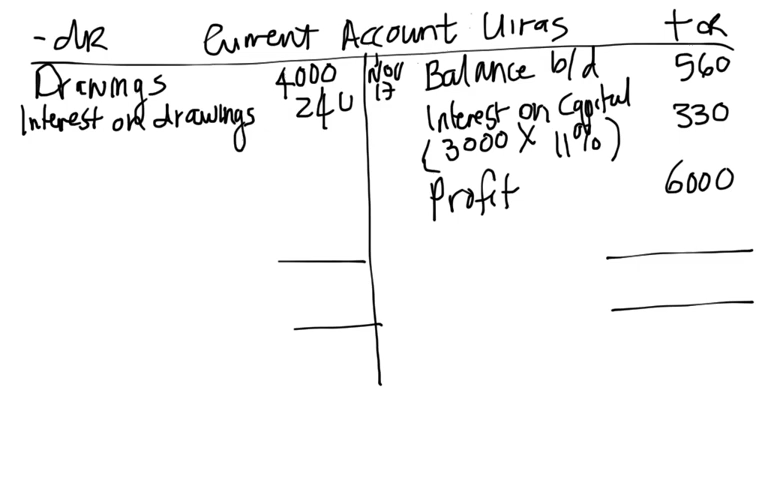 - dR Current Account Uiras + cR
Drawings 4000 Nov 17 Balance b/d 560
Interest on drawings 240 Interest on Capital 330
(3000 X 11%)
Profit 6000